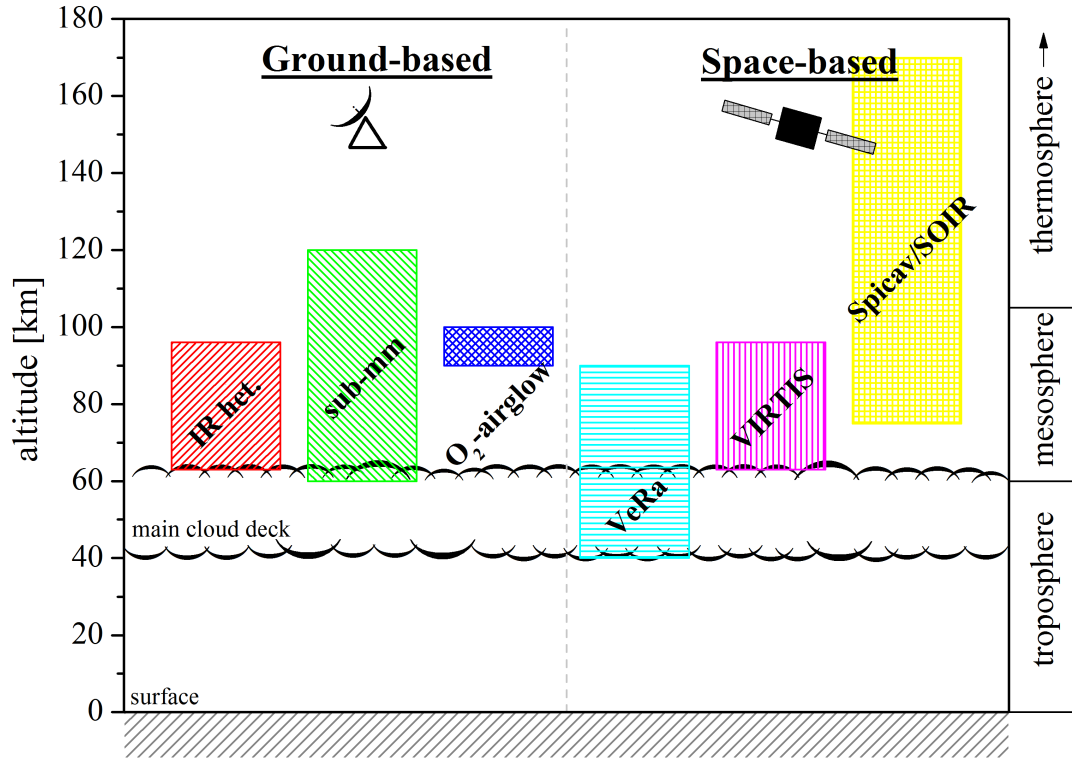 Ground-based
Space-based
altitude [km]
180
160
140
120
100
80
60
40
20
0
IR het.
sub-mm
O₂-airglow
VeRa
VIRTIS
Spicav/SOIR
main cloud deck
surface
thermosphere →
mesosphere
troposphere